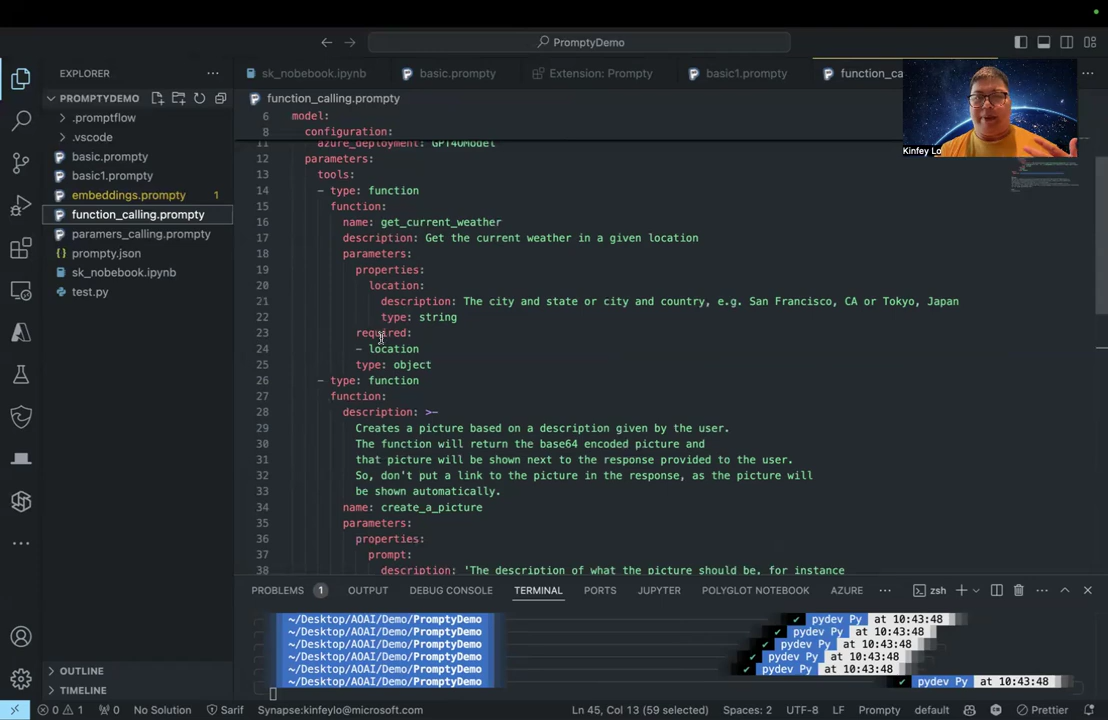 PromptyDemo
EXPLORER
sk_nobebook.ipynb
basic.prompty
Extension: Prompty
basic1.prompty
function_ca
PROMPTYDEMO
function_calling.prompty
.promptflow
.vscode
basic.prompty
basic1.prompty
embeddings.prompty 1
function_calling.prompty
paramers_calling.prompty
prompty.json
sk_nobebook.ipynb
test.py
Kinfey Lo
6 model:
8 configuration:
11 azure_deployment: GPT4OModel
12 parameters:
13 tools:
14 - type: function
15 function:
16 name: get_current_weather
17 description: Get the current weather in a given location
18 parameters:
19 properties:
20 location:
21 description: The city and state or city and country, e.g. San Francisco, CA or Tokyo, Japan
22 type: string
23 required:
24 - location
25 type: object
26 - type: function
27 function:
28 description: >-
29 Creates a picture based on a description given by the user.
30 The function will return the base64 encoded picture and
31 that picture will be shown next to the response provided to the user.
32 So, don't put a link to the picture in the response, as the picture will
33 be shown automatically.
34 name: create_a_picture
35 parameters:
36 properties:
37 prompt:
38 description: 'The description of what the picture should be, for instance
PROBLEMS 1 OUTPUT DEBUG CONSOLE TERMINAL PORTS JUPYTER POLYGLOT NOTEBOOK AZURE zsh
~/Desktop/AOAI/Demo/PromptyDemo ✔ pydev Py at 10:43:48
~/Desktop/AOAI/Demo/PromptyDemo ✔ pydev Py at 10:43:48
~/Desktop/AOAI/Demo/PromptyDemo ✔ pydev Py at 10:43:48
~/Desktop/AOAI/Demo/PromptyDemo ✔ pydev Py at 10:43:48
~/Desktop/AOAI/Demo/PromptyDemo ✔ pydev Py at 10:43:48
~/Desktop/AOAI/Demo/PromptyDemo ✔ pydev Py at 10:43:48
OUTLINE
TIMELINE
0 1 0 No Solution Sarif Synapse:kinfeylo@microsoft.com Ln 45, Col 13 (59 selected) Spaces: 2 UTF-8 LF Prompty default Prettier